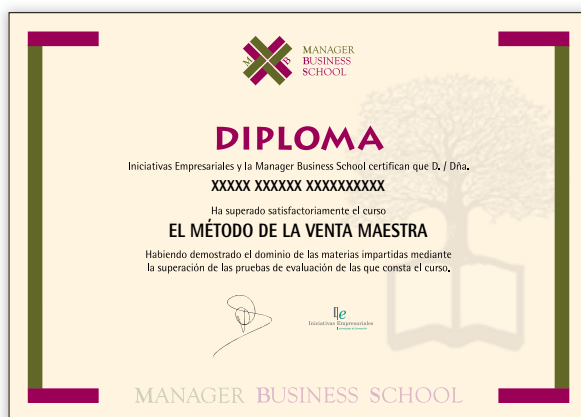 M B
MANAGER
BUSINESS
SCHOOL
DIPLOMA
Iniciativas Empresariales y la Manager Business School certifican que D. / Dña.
XXXXX XXXXXX XXXXXXXXXX
Ha superado satisfactoriamente el curso
EL MÉTODO DE LA VENTA MAESTRA
Habiendo demostrado el dominio de las materias impartidas mediante
la superación de las pruebas de evaluación de las que consta el curso.
Ie
Iniciativas Empresariales
MANAGER BUSINESS SCHOOL